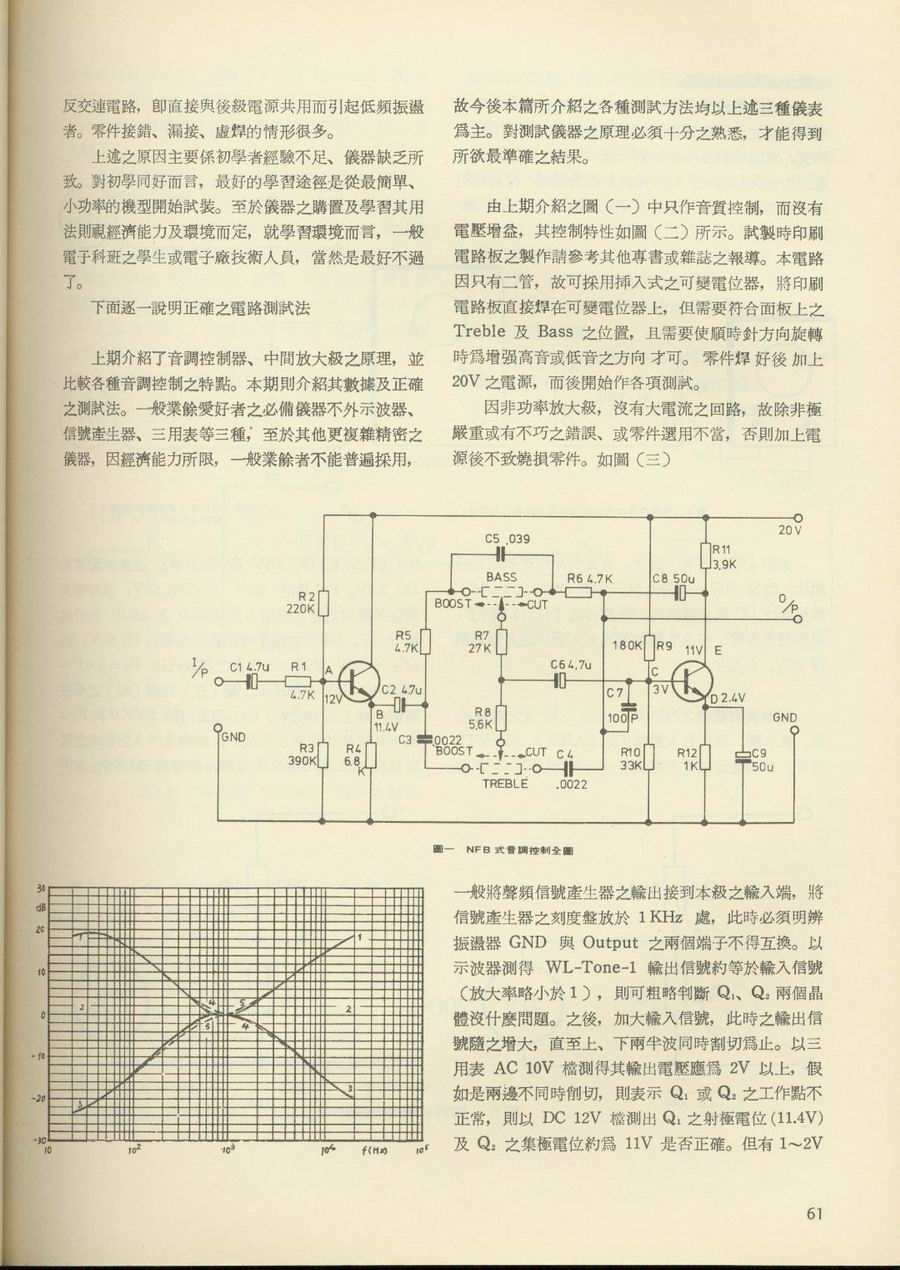 反交連電路，卽直接與後級電源共用而引起低頻振盪
者。零件接錯、漏接、虛焊的情形很多。
上述之原因主要係初學者經驗不足、儀器缺乏所
致。對初學同好而言，最好的學習途徑是從最簡單、
小功率的機型開始試裝。至於儀器之購置及學習其用
法則視經濟能力及環境而定，就學習環境而言，一般
電子科班之學生或電子廠技術人員，當然是最好不過
了。
下面逐一說明正確之電路測試法
上期介紹了音調控制器、中間放大級之原理，並
比較各種音調控制之特點。本期則介紹其數據及正確
之測試法。一般業餘愛好者之必備儀器不外示波器、
信號產生器、三用表等三種，至於其他更複雜精密之
儀器，因經濟能力所限，一般業餘者不能普遍採用，
故今後本篇所介紹之各種測試方法均以上述三種儀表
爲主。對測試儀器之原理必須十分之熟悉，才能得到
所欲最準確之結果。
由上期介紹之圖（一）中只作音質控制，而沒有
電壓增益，其控制特性如圖（二）所示。試製時印刷
電路板之製作請參考其他專書或雜誌之報導。本電路
因只有二管，故可採用挿入式之可變電位器，將印刷
電路板直接焊在可變電位器上，但需要符合面板上之
Treble 及 Bass 之位置，且需要使順時針方向旋轉
時爲增强高音或低音之方向才可。零件焊好後加上
20V 之電源，而後開始作各項測試。
因非功率放大級，沒有大電流之回路，故除非極
嚴重或有不巧之錯誤、或零件選用不當，否則加上電
源後不致燒損零件。如圖（三）
20V
C5 .039
R11
3,9K
BASS
R6 4.7K
C8 50u
R2
220K
BOOST
CUT
O/P
R5
4.7K
R7
27K
180K
R9
11V
E
I/P
C1 4.7u
R1
A
C6 4.7u
C
4.7K
12V
C2 4.7u
C7
3V
D 2.4V
B
11.4V
R8
5,6K
100P
GND
GND
C3
.0022
R3
390K
R4
6.8
K
BOOST
CUT
C4
R10
33K
R12
1K
C9
50u
TREBLE
.0022
圖一 NFB 式音調控制全圖
30
dB
20
10
0
-10
-20
-30
10
10²
10³
10⁴
f(Hz)
10⁵
1
1
2
2
3
3
4
5
5
4
一般將聲頻信號產生器之輸出接到本級之輸入端，將
信號產生器之刻度盤放於 1KHz 處，此時必須明辨
振盪器 GND 與 Output 之兩個端子不得互換。以
示波器測得 WL-Tone-1 輸出信號約等於輸入信號
（放大率略小於1），則可粗略判斷 Q₁、Q₂ 兩個晶
體沒什麼問題。之後，加大輸入信號，此時之輸出信
號隨之增大，直至上、下兩半波同時割切爲止。以三
用表 AC 10V 檔測得其輸出電壓應爲 2V 以上，假
如是兩邊不同時削切，則表示 Q₁ 或 Q₂ 之工作點不
正常，則以 DC 12V 檔測出 Q₁ 之射極電位(11.4V)
及 Q₂ 之集極電位約爲 11V 是否正確。但有 1～2V
61